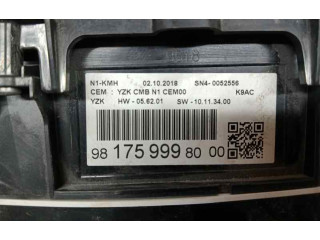 N1-KMH 02.10.2018 SN4- 0052556
CEM : YZK CMB N1 CEM00 K9AC
YZK HW - 05.62.01 SW - 10.11.34.00
98 175 999 80 00